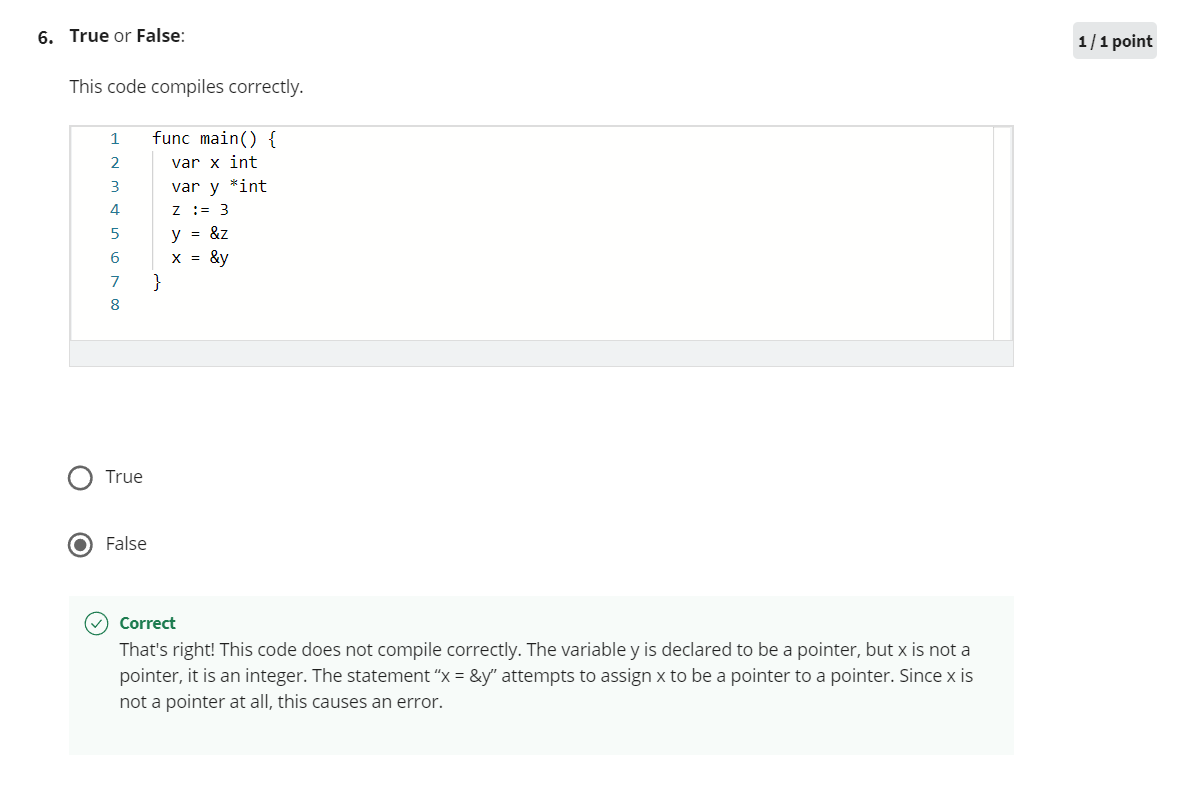 6. True or False:
1 / 1 point
This code compiles correctly.
1 func main() {
2 var x int
3 var y *int
4 z := 3
5 y = &z
6 x = &y
7 }
8
True
False
Correct
That's right! This code does not compile correctly. The variable y is declared to be a pointer, but x is not a
pointer, it is an integer. The statement “x = &y” attempts to assign x to be a pointer to a pointer. Since x is
not a pointer at all, this causes an error.